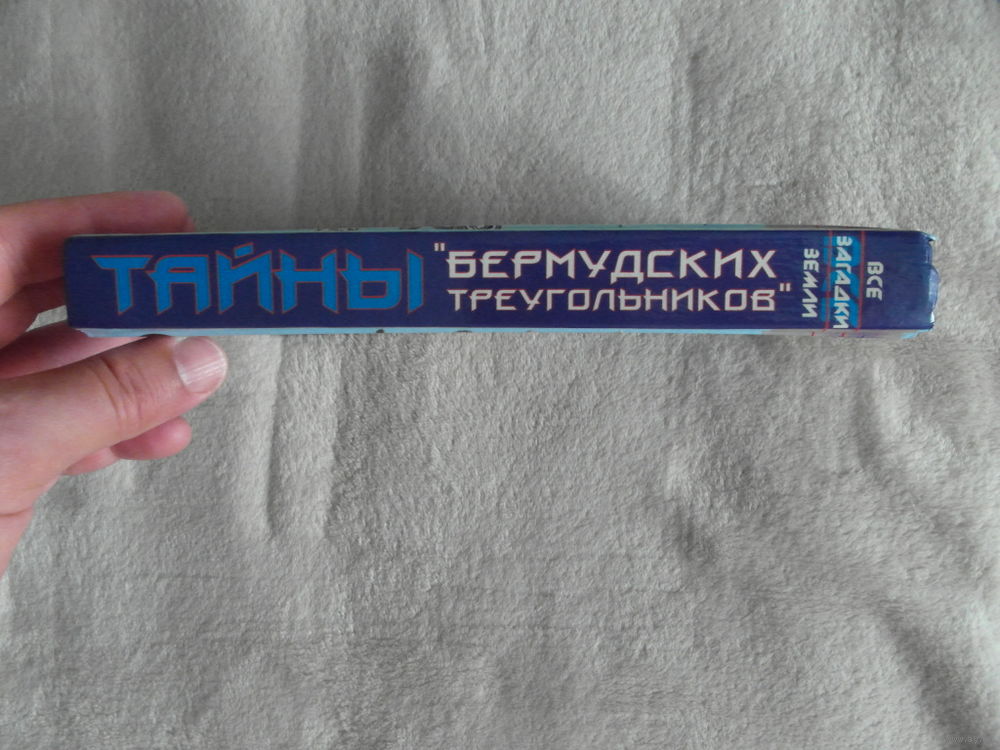 ТАЙНЫ
"БЕРМУДСКИХ
ТРЕУГОЛЬНИКОВ"
ВСЕ
ЗАГАДКИ
ЗЕМЛИ